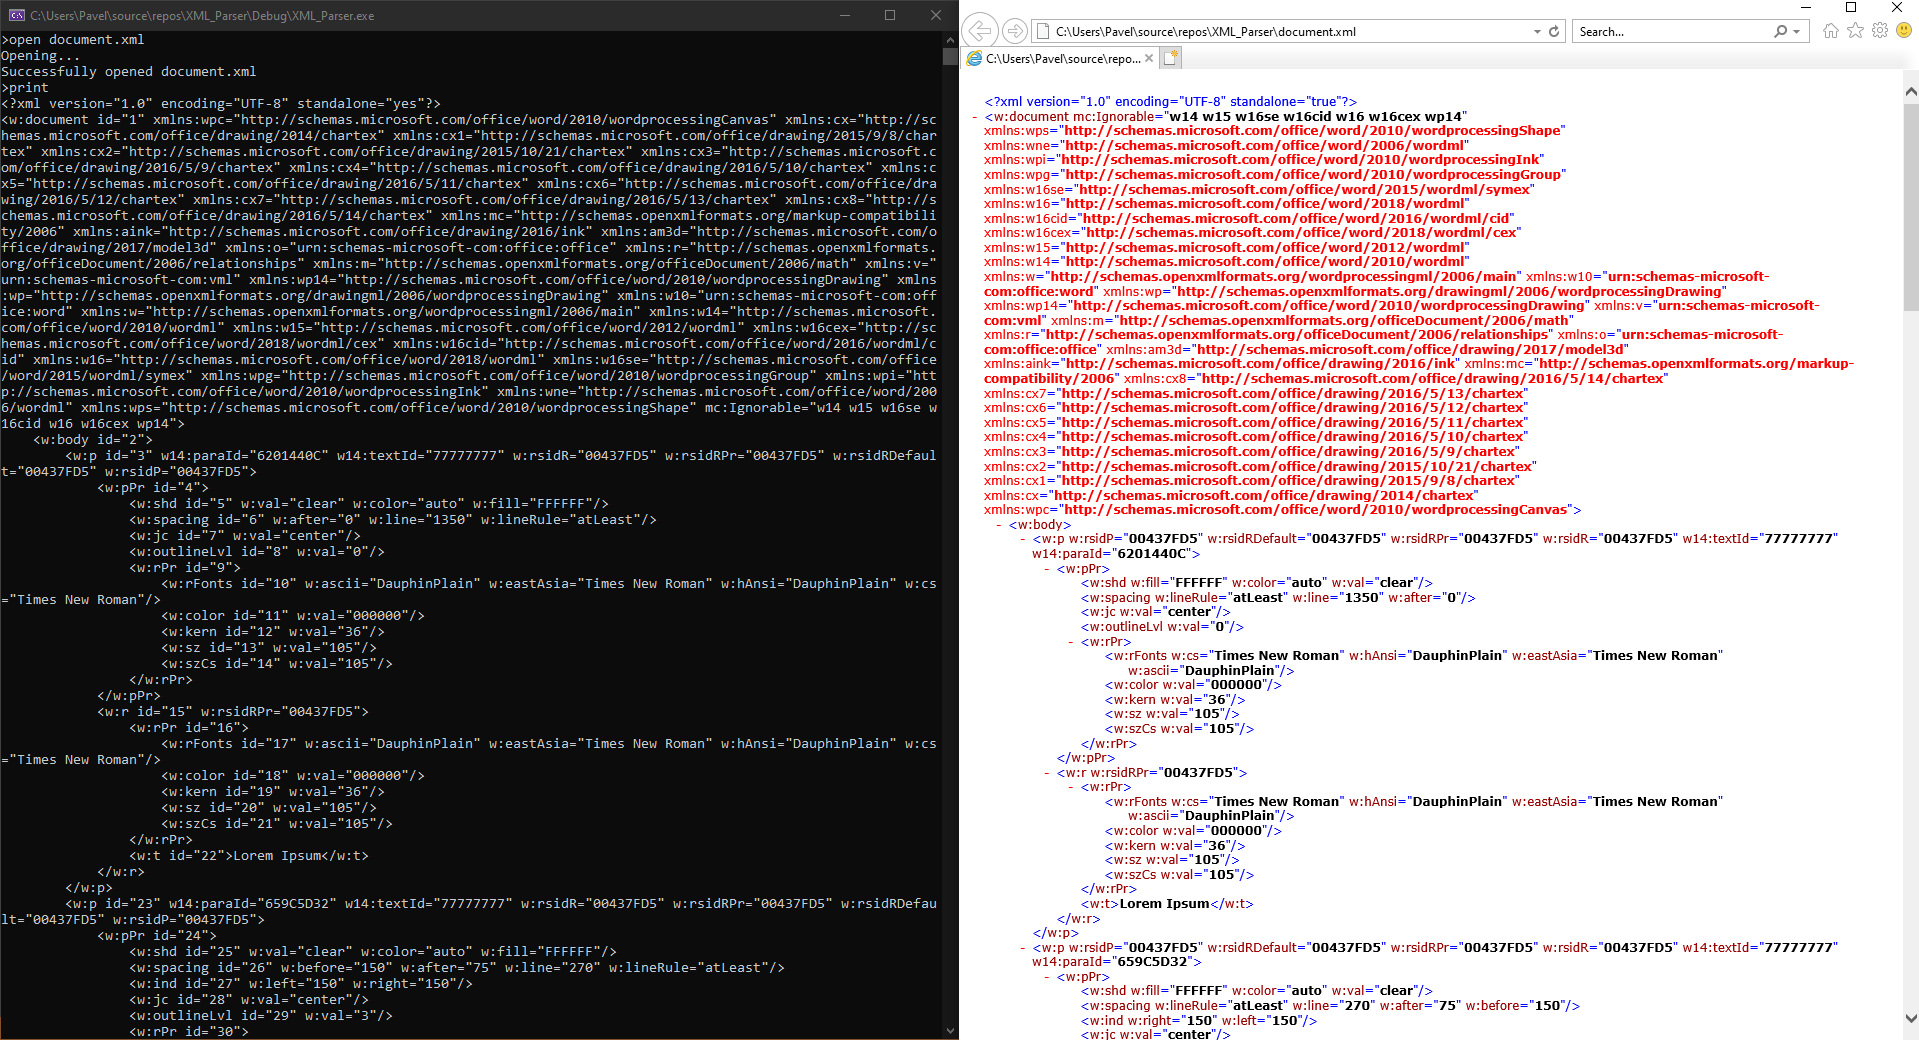 C:\Users\Pavel\source\repos\XML_Parser\Debug\XML_Parser.exe
>open document.xml
Opening...
Successfully opened document.xml
>print
<?xml version="1.0" encoding="UTF-8" standalone="yes"?>
<w:document id="1" xmlns:wpc="http://schemas.microsoft.com/office/word/2010/wordprocessingCanvas" xmlns:cx="http://sc
hemas.microsoft.com/office/drawing/2014/chartex" xmlns:cx1="http://schemas.microsoft.com/office/drawing/2015/9/8/char
tex" xmlns:cx2="http://schemas.microsoft.com/office/drawing/2015/10/21/chartex" xmlns:cx3="http://schemas.microsoft.c
om/office/drawing/2016/5/9/chartex" xmlns:cx4="http://schemas.microsoft.com/office/drawing/2016/5/10/chartex" xmlns:c
x5="http://schemas.microsoft.com/office/drawing/2016/5/11/chartex" xmlns:cx6="http://schemas.microsoft.com/office/dra
wing/2016/5/12/chartex" xmlns:cx7="http://schemas.microsoft.com/office/drawing/2016/5/13/chartex" xmlns:cx8="http://s
chemas.microsoft.com/office/drawing/2016/5/14/chartex" xmlns:mc="http://schemas.openxmlformats.org/markup-compatibili
ty/2006" xmlns:aink="http://schemas.microsoft.com/office/drawing/2016/ink" xmlns:am3d="http://schemas.microsoft.com/o
ffice/drawing/2017/model3d" xmlns:o="urn:schemas-microsoft-com:office:office" xmlns:r="http://schemas.openxmlformats.
org/officeDocument/2006/relationships" xmlns:m="http://schemas.openxmlformats.org/officeDocument/2006/math" xmlns:v="
urn:schemas-microsoft-com:vml" xmlns:wp14="http://schemas.microsoft.com/office/word/2010/wordprocessingDrawing" xmlns
:wp="http://schemas.openxmlformats.org/drawingml/2006/wordprocessingDrawing" xmlns:w10="urn:schemas-microsoft-com:off
ice:word" xmlns:w="http://schemas.openxmlformats.org/wordprocessingml/2006/main" xmlns:w14="http://schemas.microsoft.
com/office/word/2010/wordml" xmlns:w15="http://schemas.microsoft.com/office/word/2012/wordml" xmlns:w16cex="http://sc
hemas.microsoft.com/office/word/2018/wordml/cex" xmlns:w16cid="http://schemas.microsoft.com/office/word/2016/wordml/c
id" xmlns:w16="http://schemas.microsoft.com/office/word/2018/wordml" xmlns:w16se="http://schemas.microsoft.com/office
/word/2015/wordml/symex" xmlns:wpg="http://schemas.microsoft.com/office/word/2010/wordprocessingGroup" xmlns:wpi="htt
p://schemas.microsoft.com/office/word/2010/wordprocessingInk" xmlns:wne="http://schemas.microsoft.com/office/word/200
6/wordml" xmlns:wps="http://schemas.microsoft.com/office/word/2010/wordprocessingShape" mc:Ignorable="w14 w15 w16se w
16cid w16 w16cex wp14">
<w:body id="2">
<w:p id="3" w14:paraId="6201440C" w14:textId="77777777" w:rsidR="00437FD5" w:rsidRPr="00437FD5" w:rsidRDefaul
t="00437FD5" w:rsidP="00437FD5">
<w:pPr id="4">
<w:shd id="5" w:val="clear" w:color="auto" w:fill="FFFFFF"/>
<w:spacing id="6" w:after="0" w:line="1350" w:lineRule="atLeast"/>
<w:jc id="7" w:val="center"/>
<w:outlineLvl id="8" w:val="0"/>
<w:rPr id="9">
<w:rFonts id="10" w:ascii="DauphinPlain" w:eastAsia="Times New Roman" w:hAnsi="DauphinPlain" w:cs
="Times New Roman"/>
<w:color id="11" w:val="000000"/>
<w:kern id="12" w:val="36"/>
<w:sz id="13" w:val="105"/>
<w:szCs id="14" w:val="105"/>
</w:rPr>
</w:pPr>
<w:r id="15" w:rsidRPr="00437FD5">
<w:rPr id="16">
<w:rFonts id="17" w:ascii="DauphinPlain" w:eastAsia="Times New Roman" w:hAnsi="DauphinPlain" w:cs
="Times New Roman"/>
<w:color id="18" w:val="000000"/>
<w:kern id="19" w:val="36"/>
<w:sz id="20" w:val="105"/>
<w:szCs id="21" w:val="105"/>
</w:rPr>
<w:t id="22">Lorem Ipsum</w:t>
</w:r>
</w:p>
<w:p id="23" w14:paraId="659C5D32" w14:textId="77777777" w:rsidR="00437FD5" w:rsidRPr="00437FD5" w:rsidRDefau
lt="00437FD5" w:rsidP="00437FD5">
<w:pPr id="24">
<w:shd id="25" w:val="clear" w:color="auto" w:fill="FFFFFF"/>
<w:spacing id="26" w:before="150" w:after="75" w:line="270" w:lineRule="atLeast"/>
<w:ind id="27" w:left="150" w:right="150"/>
<w:jc id="28" w:val="center"/>
<w:outlineLvl id="29" w:val="3"/>
<w:rPr id="30">
C:\Users\Pavel\source\repos\XML_Parser\document.xml
Search...
C:\Users\Pavel\source\repo...
<?xml version="1.0" encoding="UTF-8" standalone="true"?>
- <w:document mc:Ignorable="w14 w15 w16se w16cid w16 w16cex wp14"
xmlns:wps="http://schemas.microsoft.com/office/word/2010/wordprocessingShape"
xmlns:wne="http://schemas.microsoft.com/office/word/2006/wordml"
xmlns:wpi="http://schemas.microsoft.com/office/word/2010/wordprocessingInk"
xmlns:wpg="http://schemas.microsoft.com/office/word/2010/wordprocessingGroup"
xmlns:w16se="http://schemas.microsoft.com/office/word/2015/wordml/symex"
xmlns:w16="http://schemas.microsoft.com/office/word/2018/wordml"
xmlns:w16cid="http://schemas.microsoft.com/office/word/2016/wordml/cid"
xmlns:w16cex="http://schemas.microsoft.com/office/word/2018/wordml/cex"
xmlns:w15="http://schemas.microsoft.com/office/word/2012/wordml"
xmlns:w14="http://schemas.microsoft.com/office/word/2010/wordml"
xmlns:w="http://schemas.openxmlformats.org/wordprocessingml/2006/main" xmlns:w10="urn:schemas-microsoft-
com:office:word" xmlns:wp="http://schemas.openxmlformats.org/drawingml/2006/wordprocessingDrawing"
xmlns:wp14="http://schemas.microsoft.com/office/word/2010/wordprocessingDrawing" xmlns:v="urn:schemas-microsoft-
com:vml" xmlns:m="http://schemas.openxmlformats.org/officeDocument/2006/math"
xmlns:r="http://schemas.openxmlformats.org/officeDocument/2006/relationships" xmlns:o="urn:schemas-microsoft-
com:office:office" xmlns:am3d="http://schemas.microsoft.com/office/drawing/2017/model3d"
xmlns:aink="http://schemas.microsoft.com/office/drawing/2016/ink" xmlns:mc="http://schemas.openxmlformats.org/markup-
compatibility/2006" xmlns:cx8="http://schemas.microsoft.com/office/drawing/2016/5/14/chartex"
xmlns:cx7="http://schemas.microsoft.com/office/drawing/2016/5/13/chartex"
xmlns:cx6="http://schemas.microsoft.com/office/drawing/2016/5/12/chartex"
xmlns:cx5="http://schemas.microsoft.com/office/drawing/2016/5/11/chartex"
xmlns:cx4="http://schemas.microsoft.com/office/drawing/2016/5/10/chartex"
xmlns:cx3="http://schemas.microsoft.com/office/drawing/2016/5/9/chartex"
xmlns:cx2="http://schemas.microsoft.com/office/drawing/2015/10/21/chartex"
xmlns:cx1="http://schemas.microsoft.com/office/drawing/2015/9/8/chartex"
xmlns:cx="http://schemas.microsoft.com/office/drawing/2014/chartex"
xmlns:wpc="http://schemas.microsoft.com/office/word/2010/wordprocessingCanvas">
- <w:body>
- <w:p w:rsidP="00437FD5" w:rsidRDefault="00437FD5" w:rsidRPr="00437FD5" w:rsidR="00437FD5" w14:textId="77777777"
w14:paraId="6201440C">
- <w:pPr>
<w:shd w:fill="FFFFFF" w:color="auto" w:val="clear"/>
<w:spacing w:lineRule="atLeast" w:line="1350" w:after="0"/>
<w:jc w:val="center"/>
<w:outlineLvl w:val="0"/>
- <w:rPr>
<w:rFonts w:cs="Times New Roman" w:hAnsi="DauphinPlain" w:eastAsia="Times New Roman"
w:ascii="DauphinPlain"/>
<w:color w:val="000000"/>
<w:kern w:val="36"/>
<w:sz w:val="105"/>
<w:szCs w:val="105"/>
</w:rPr>
</w:pPr>
- <w:r w:rsidRPr="00437FD5">
- <w:rPr>
<w:rFonts w:cs="Times New Roman" w:hAnsi="DauphinPlain" w:eastAsia="Times New Roman"
w:ascii="DauphinPlain"/>
<w:color w:val="000000"/>
<w:kern w:val="36"/>
<w:sz w:val="105"/>
<w:szCs w:val="105"/>
</w:rPr>
<w:t>Lorem Ipsum</w:t>
</w:r>
</w:p>
- <w:p w:rsidP="00437FD5" w:rsidRDefault="00437FD5" w:rsidRPr="00437FD5" w:rsidR="00437FD5" w14:textId="77777777"
w14:paraId="659C5D32">
- <w:pPr>
<w:shd w:fill="FFFFFF" w:color="auto" w:val="clear"/>
<w:spacing w:lineRule="atLeast" w:line="270" w:after="75" w:before="150"/>
<w:ind w:right="150" w:left="150"/>
<w:jc w:val="center"/>